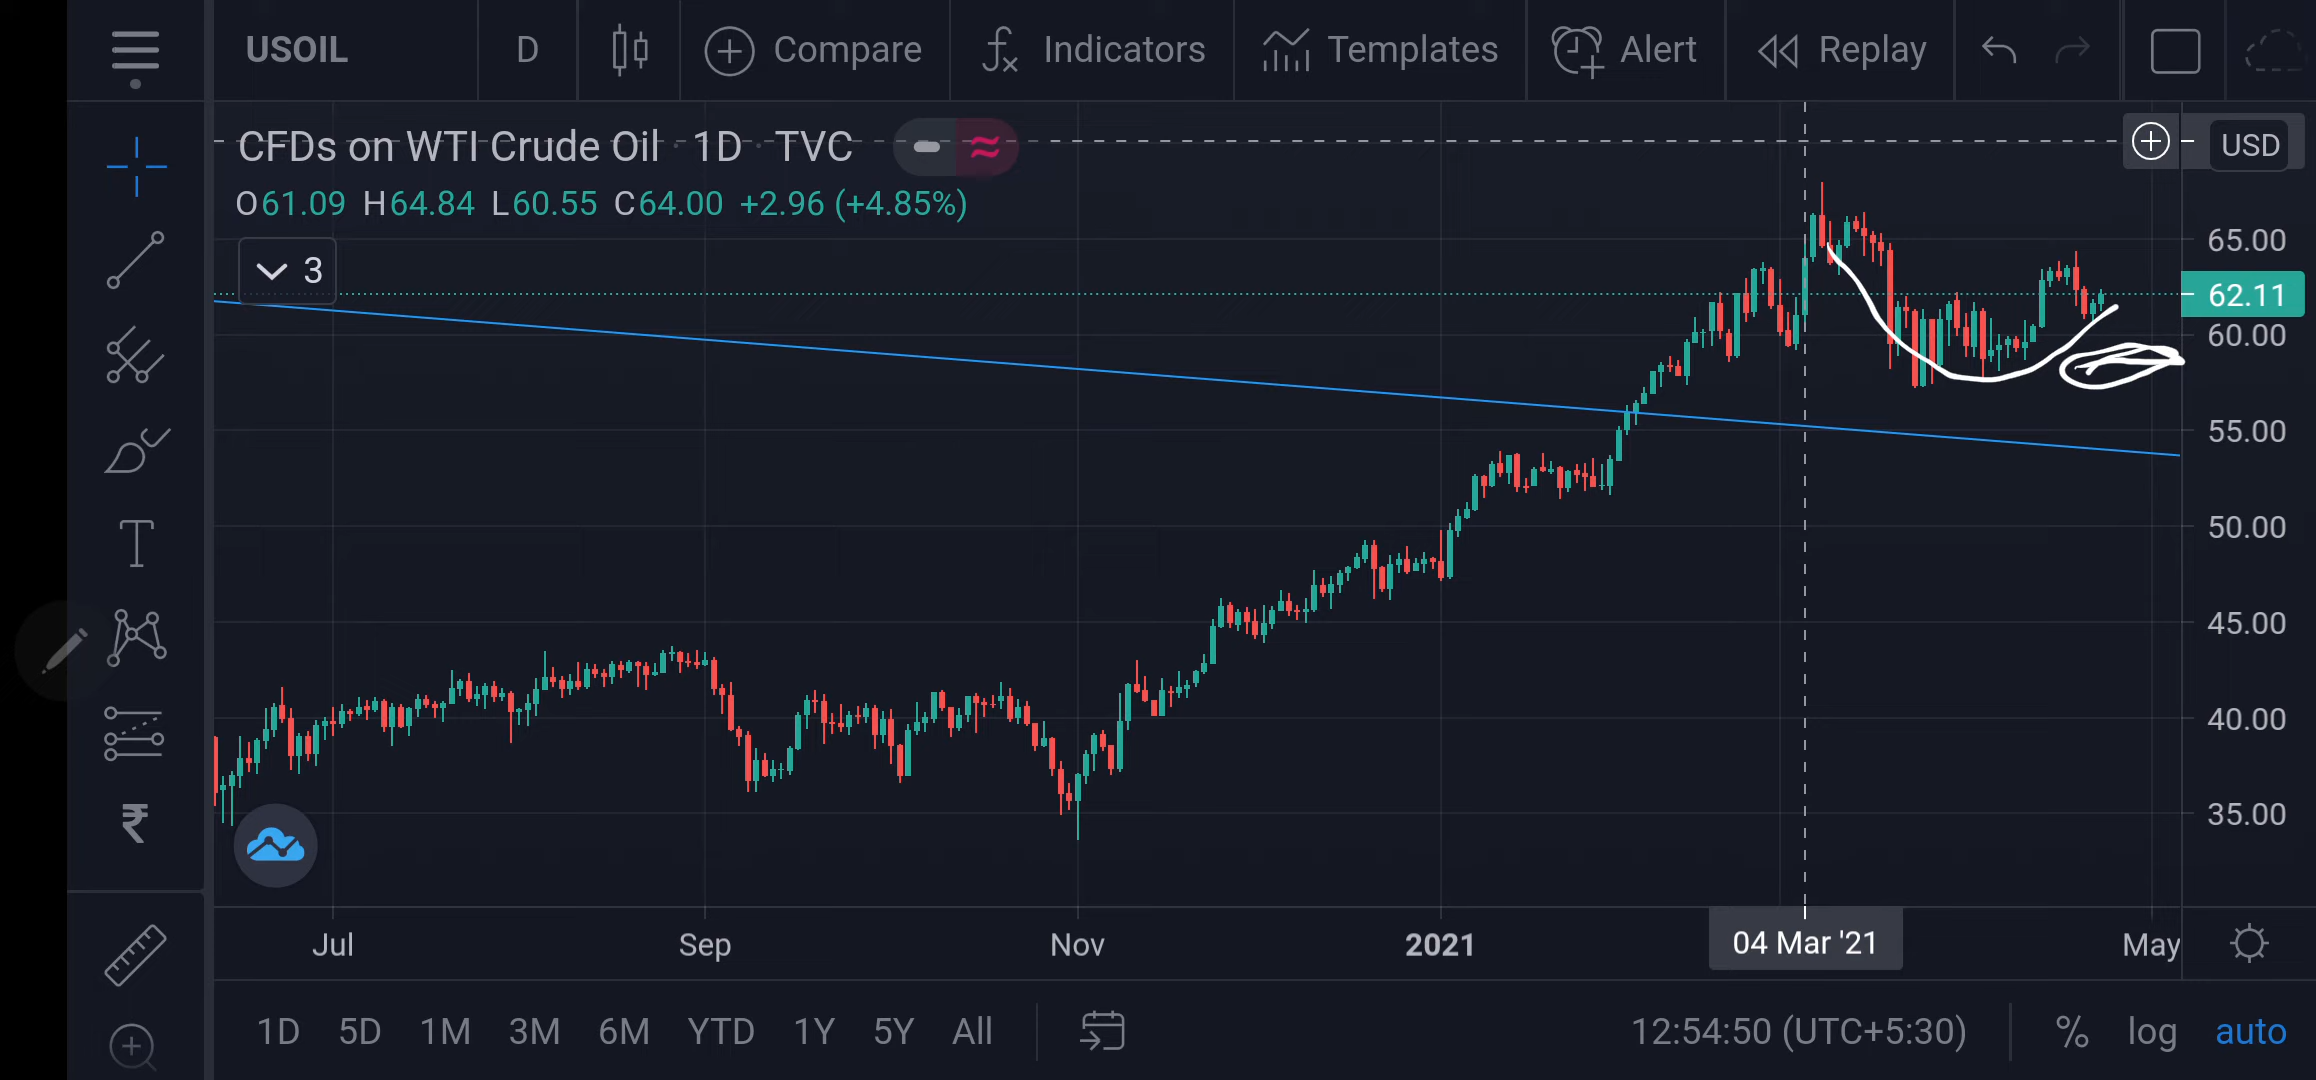 USOIL D Compare Indicators Templates Alert Replay
CFDs on WTI Crude Oil · 1D · TVC
USD
O61.09 H64.84 L60.55 C64.00 +2.96 (+4.85%)
3
65.00
62.11
60.00
55.00
50.00
45.00
40.00
35.00
Jul Sep Nov 2021 04 Mar '21 May
1D 5D 1M 3M 6M YTD 1Y 5Y All 12:54:50 (UTC+5:30) % log auto